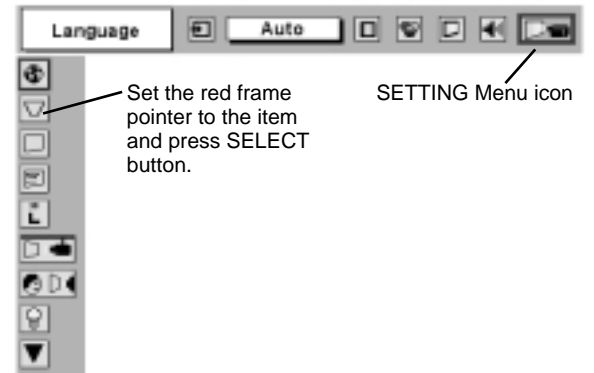 Language
Auto
Set the red frame
pointer to the item
and press SELECT
button.
SETTING Menu icon